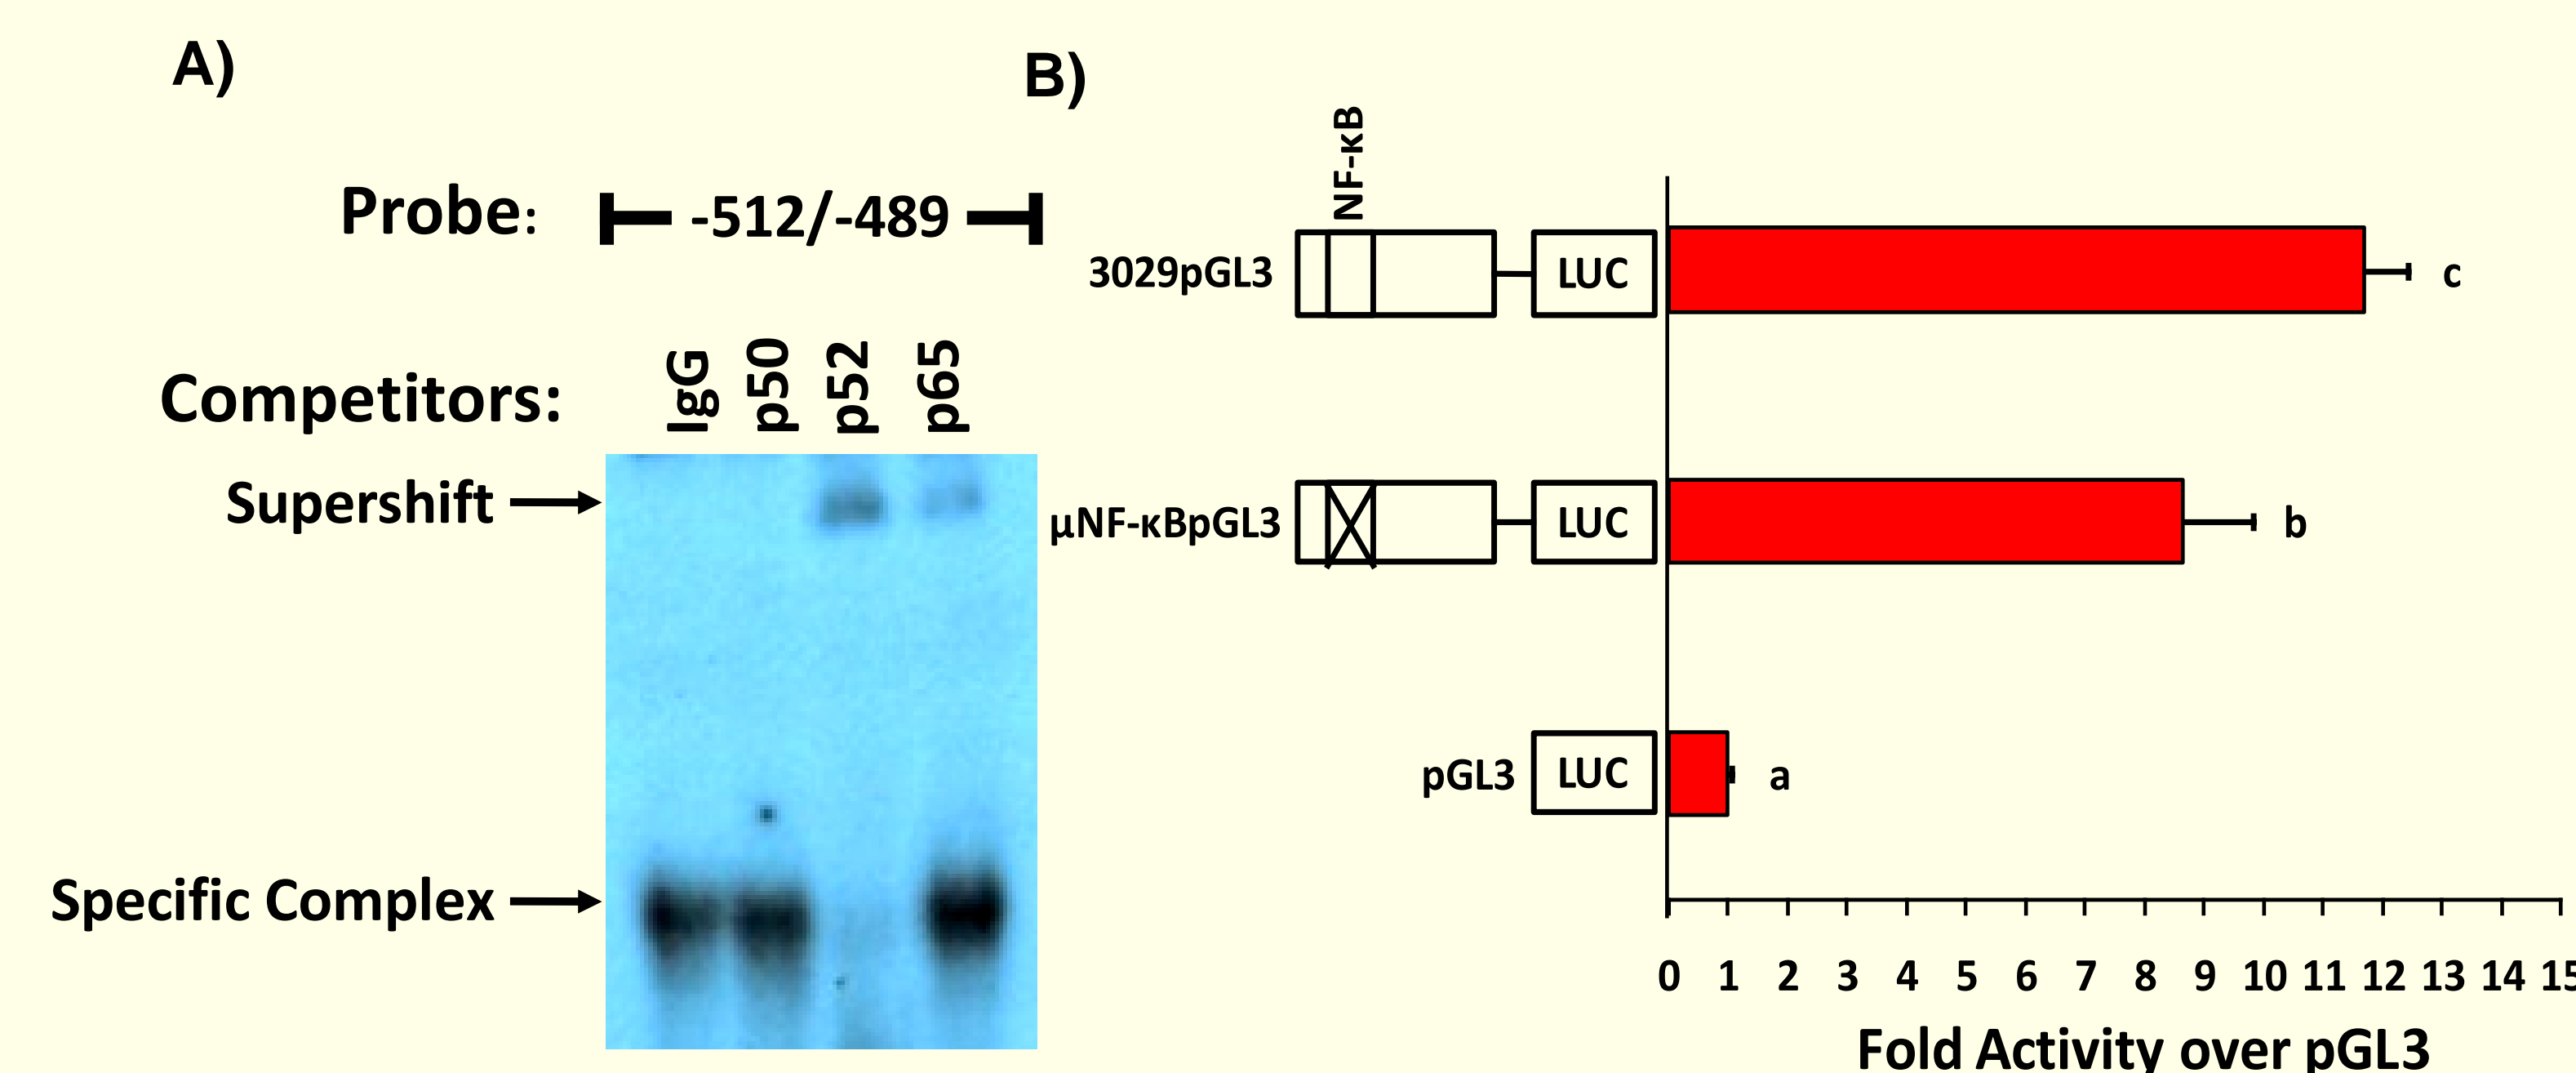 A)
Probe:
-512/-489
Competitors:
IgG
p50
p52
p65
Supershift
Specific Complex
B)
NF-κB
3029pGL3
LUC
c
µNF-κBpGL3
LUC
b
pGL3
LUC
a
0 1 2 3 4 5 6 7 8 9 10 11 12 13 14 15
Fold Activity over pGL3